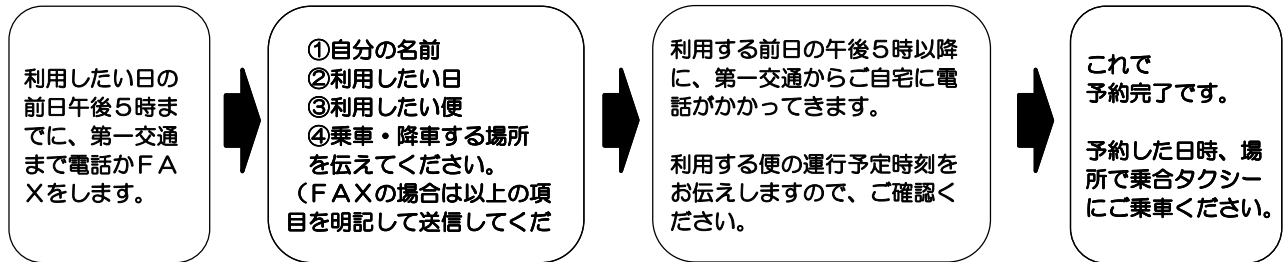 利用したい日の
前日午後５時ま
でに、第一交通
まで電話かＦＡ
Ｘをします。
①自分の名前
②利用したい日
③利用したい便
④乗車・降車する場所
を伝えてください。
（ＦＡＸの場合は以上の項
目を明記して送信してくだ
利用する前日の午後５時以降
に、第一交通からご自宅に電
話がかかってきます。
利用する便の運行予定時刻を
お伝えしますので、ご確認く
ださい。
これで
予約完了です。
予約した日時、場
所で乗合タクシー
にご乗車ください。